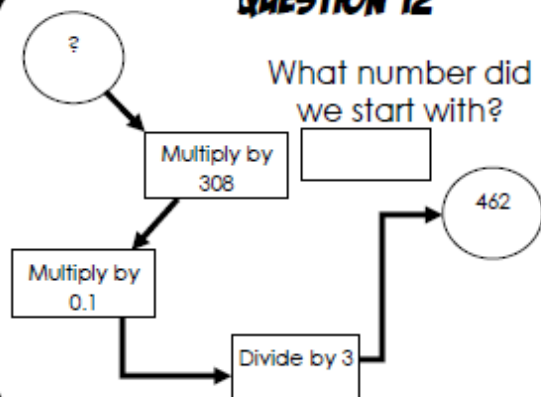 QUESTION 12
?
What number did
we start with?
Multiply by
308
462
Multiply by
0.1
Divide by 3